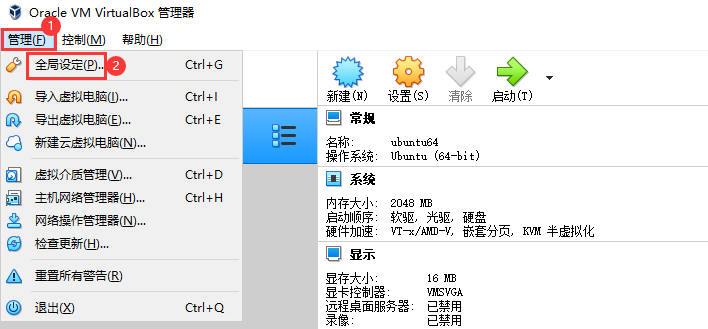 Oracle VM VirtualBox 管理器
1
管理(F) 控制(M) 帮助(H)
全局设定(P)... Ctrl+G
2
导入虚拟电脑(I)... Ctrl+I
导出虚拟电脑(E)... Ctrl+E
新建云虚拟电脑(N)...
虚拟介质管理(V)... Ctrl+D
主机网络管理器(H)... Ctrl+H
网络操作管理器(N)...
检查更新(H)...
重置所有警告(R)
退出(X) Ctrl+Q
新建(N) 设置(S) 清除 启动(T)
常规
名称: ubuntu64
操作系统: Ubuntu (64-bit)
系统
内存大小: 2048 MB
启动顺序: 软驱, 光驱, 硬盘
硬件加速: VT-x/AMD-V, 嵌套分页, KVM 半虚拟化
显示
显存大小: 16 MB
显卡控制器: VMSVGA
远程桌面服务器: 已禁用
录像: 已禁用